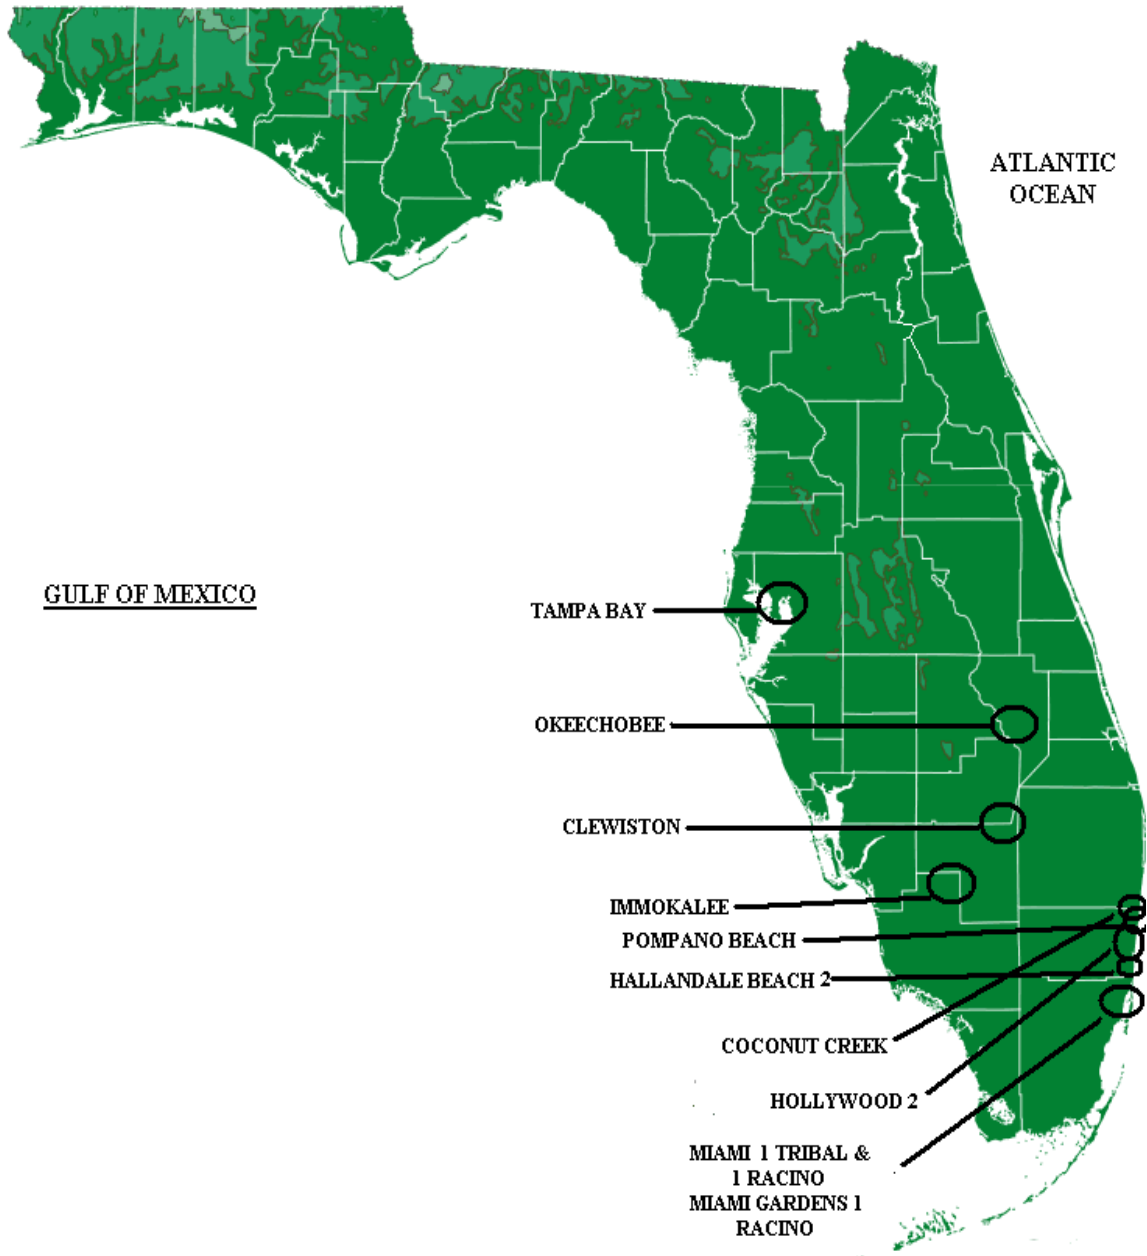 ATLANTIC
OCEAN
GULF OF MEXICO
TAMPA BAY
OKEECHOBEE
CLEWISTON
IMMOKALEE
POMPANO BEACH
HALLANDALE BEACH 2
COCONUT CREEK
HOLLYWOOD 2
MIAMI 1 TRIBAL &
1 RACINO
MIAMI GARDENS 1
RACINO